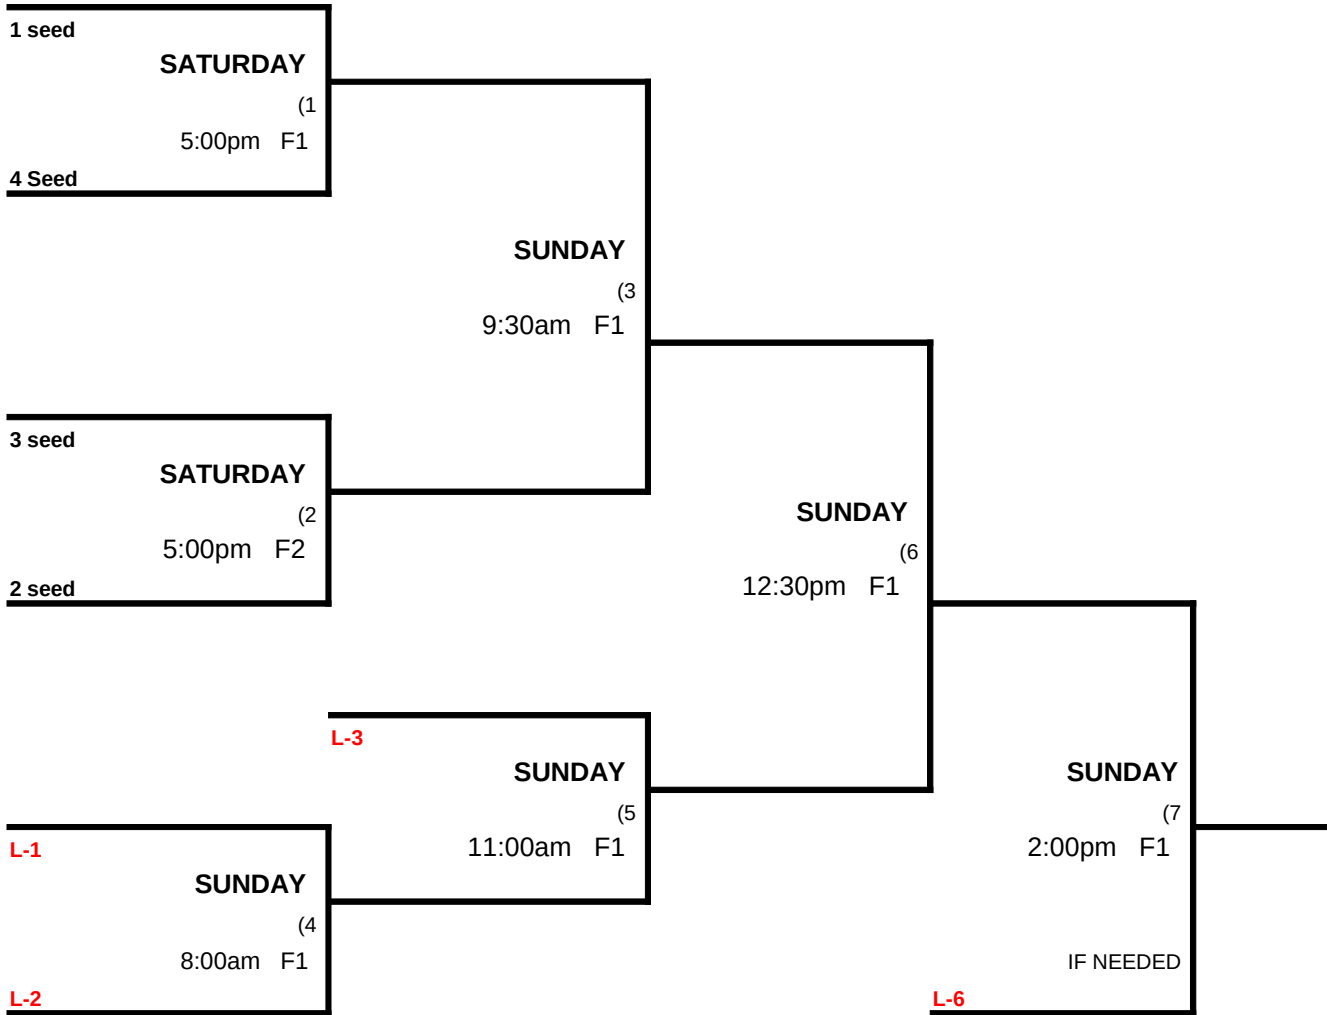 1 seed
SATURDAY
(1
5:00pm F1
4 Seed
SUNDAY
(3
9:30am F1
3 seed
SATURDAY
(2
5:00pm F2
2 seed
SUNDAY
(6
12:30pm F1
L-3
SUNDAY
(5
11:00am F1
L-1
SUNDAY
(4
8:00am F1
L-2
SUNDAY
(7
2:00pm F1
IF NEEDED
L-6